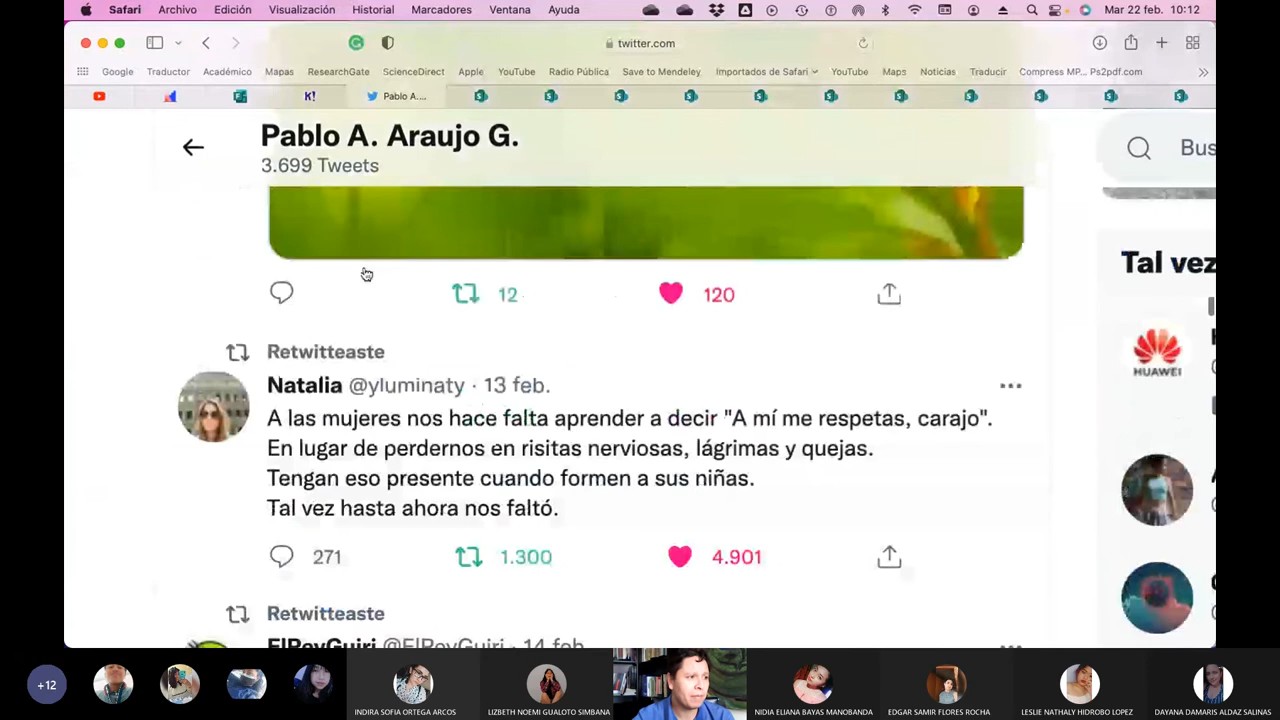 Safari Archivo Edición Visualización Historial Marcadores Ventana Ayuda Mar 22 feb. 10:12
twitter.com
Google Traductor Académico Mapas ResearchGate ScienceDirect Apple YouTube Radio Pública Save to Mendeley Importados de Safari YouTube Maps Noticias Traducir Compress MP... Ps2pdf.com
K! Pablo A....
Pablo A. Araujo G.
3.699 Tweets
Bus
12 120
Tal vez
Retwitteaste
Natalia @yluminaty · 13 feb.
HUAWEI
A las mujeres nos hace falta aprender a decir "A mí me respetas, carajo".
En lugar de perdernos en risitas nerviosas, lágrimas y quejas.
Tengan eso presente cuando formen a sus niñas.
Tal vez hasta ahora nos faltó.
271 1.300 4.901
Retwitteaste
ElReyGuiri @ElReyGuiri · 14 feb.
+12
INDIRA SOFIA ORTEGA ARCOS LIZBETH NOEMI GUALOTO SIMBANA NIDIA ELIANA BAYAS MANOBANDA EDGAR SAMIR FLORES ROCHA LESLIE NATHALY HIDROBO LOPEZ DAYANA DAMARIS ALDAZ SALINAS